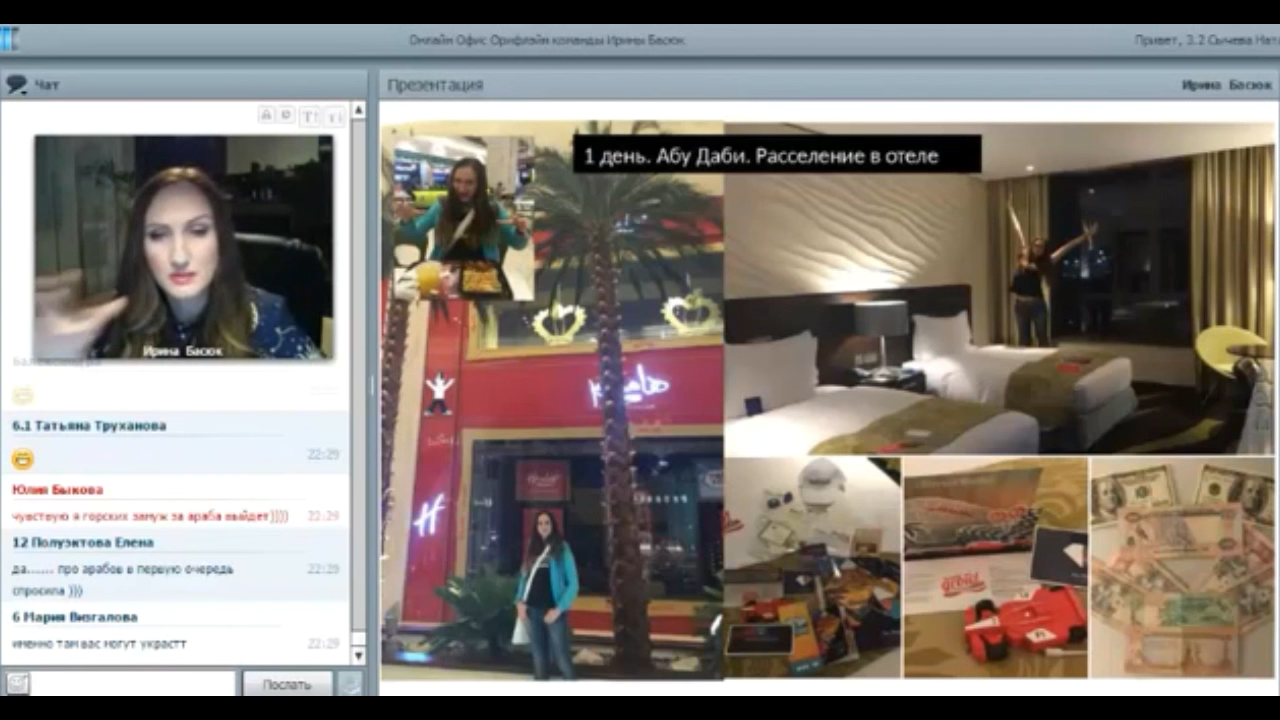 Онлайн Офис Орифлэйм команды Ирины Басюк
Привет, 3.2 Сычева Ната
Чат
Презентация
Ирина Басюк
Ирина Басюк
6.1 Татьяна Труханова
22:29
Юлия Быкова
чувствую я горских замуж за араба выйдет))))
22:29
12 Полуэктова Елена
да....... про арабов в первую очередь
22:29
спросила )))
6 Мария Визгалова
именно там вас могут украстт
22:29
Послать
1 день. Абу Даби. Расселение в отеле
H